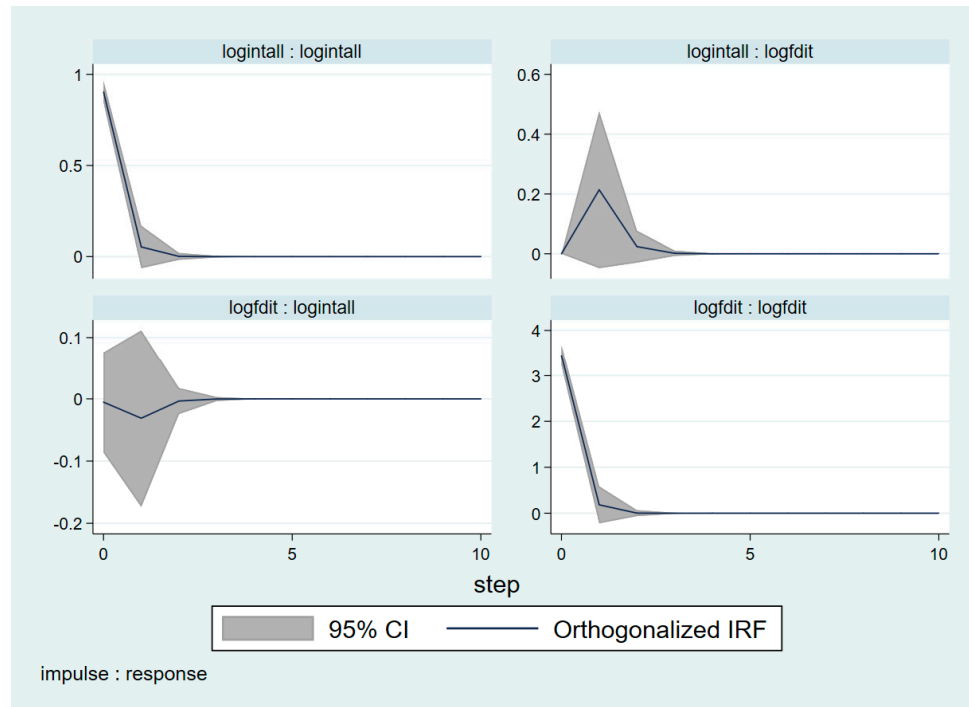 logintall : logintall
logintall : logfdit
1
0.5
0
0.6
0.4
0.2
0
logfdit : logintall
logfdit : logfdit
0.1
0
-0.1
-0.2
4
3
2
1
0
0 5 10
0 5 10
step
95% CI Orthogonalized IRF
impulse : response